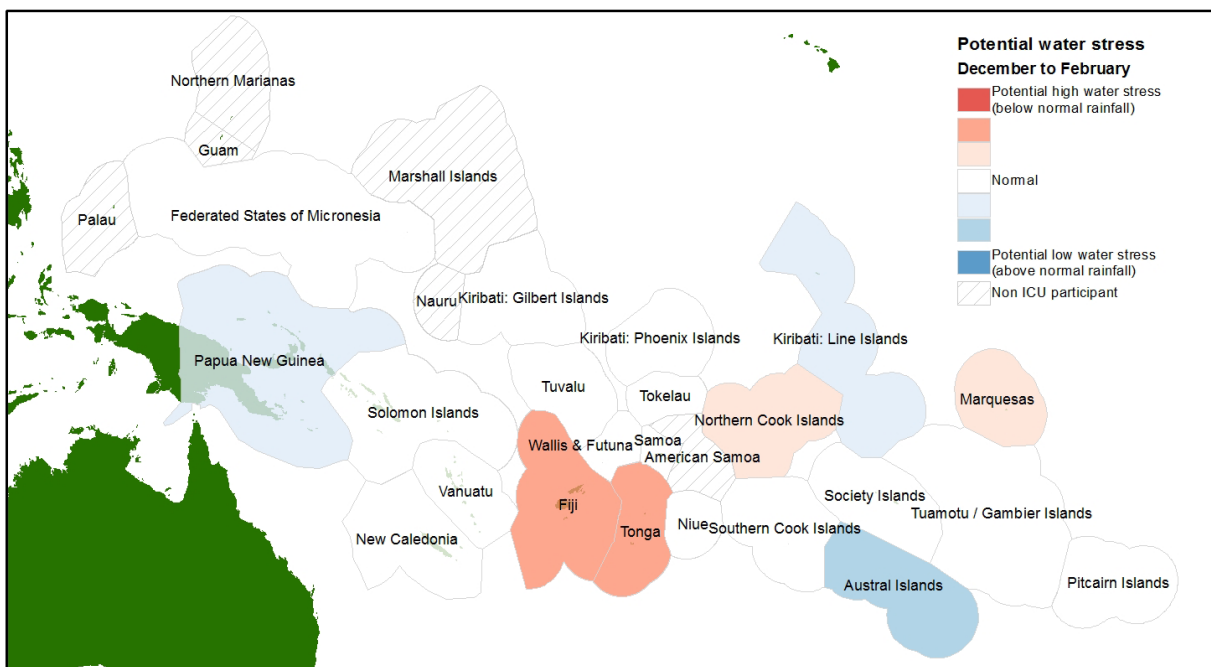 Potential water stress
December to February
Potential high water stress
(below normal rainfall)
Normal
Potential low water stress
(above normal rainfall)
Non ICU participant
Northern Marianas
Guam
Marshall Islands
Palau
Federated States of Micronesia
Nauru
Kiribati: Gilbert Islands
Kiribati: Phoenix Islands
Kiribati: Line Islands
Papua New Guinea
Tuvalu
Tokelau
Marquesas
Solomon Islands
Northern Cook Islands
Wallis & Futuna
Samoa
American Samoa
Vanuatu
Society Islands
Fiji
Tuamotu / Gambier Islands
New Caledonia
Tonga
Niue
Southern Cook Islands
Austral Islands
Pitcairn Islands